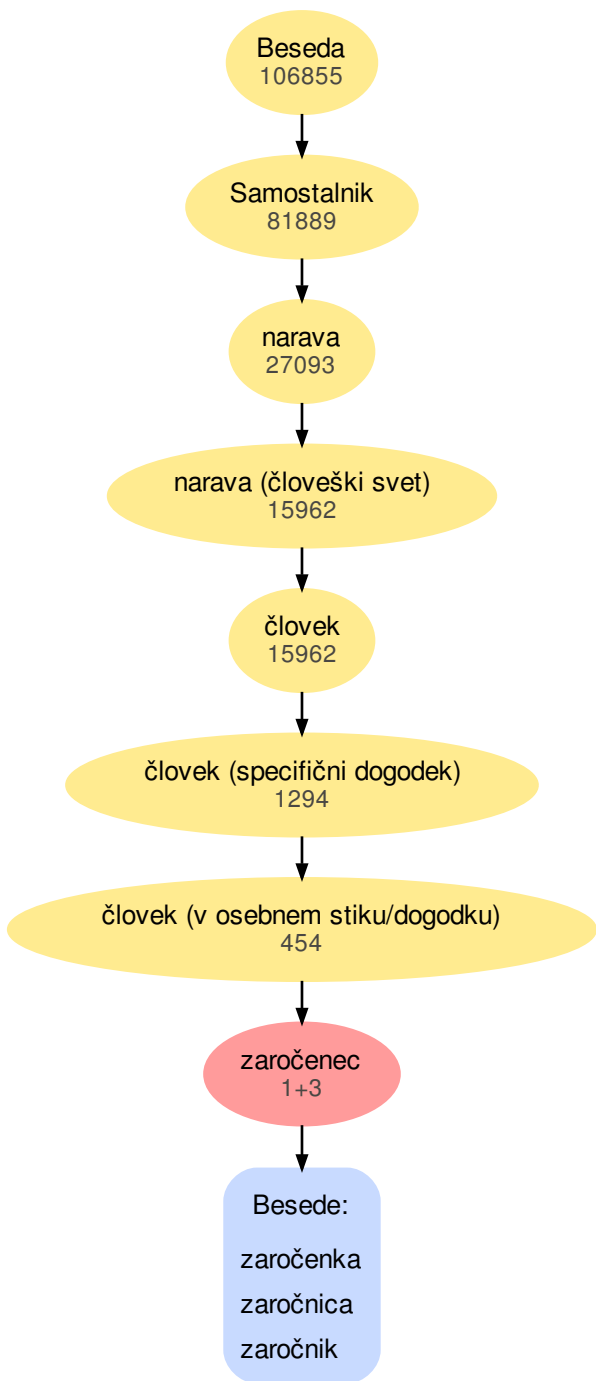 Beseda
106855
Samostalnik
81889
narava
27093
narava (človeški svet)
15962
človek
15962
človek (specifični dogodek)
1294
človek (v osebnem stiku/dogodku)
454
zaročenec
1+3
Besede:
zaročenka
zaročnica
zaročnik